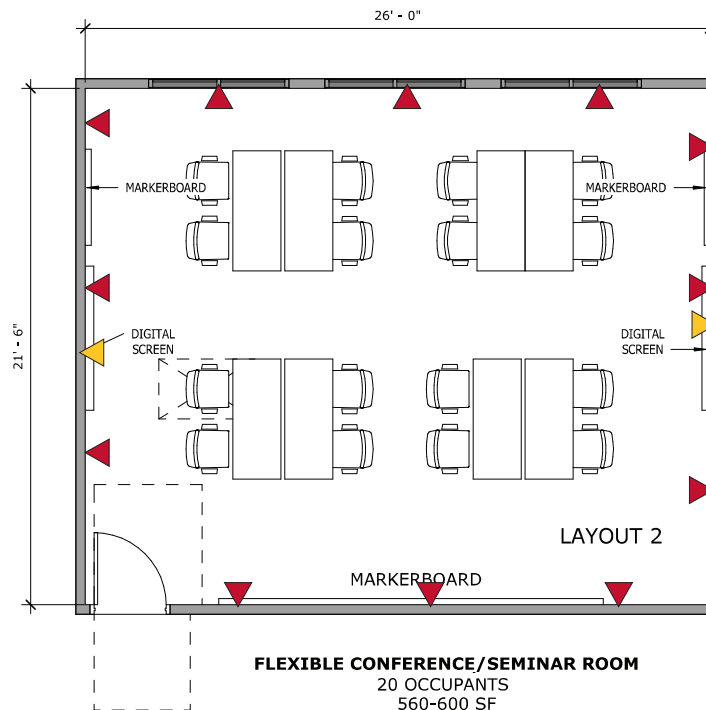 26' - 0"
MARKERBOARD
MARKERBOARD
21' - 6"
DIGITAL
SCREEN
DIGITAL
SCREEN
LAYOUT 2
MARKERBOARD
FLEXIBLE CONFERENCE/SEMINAR ROOM
20 OCCUPANTS
560-600 SF